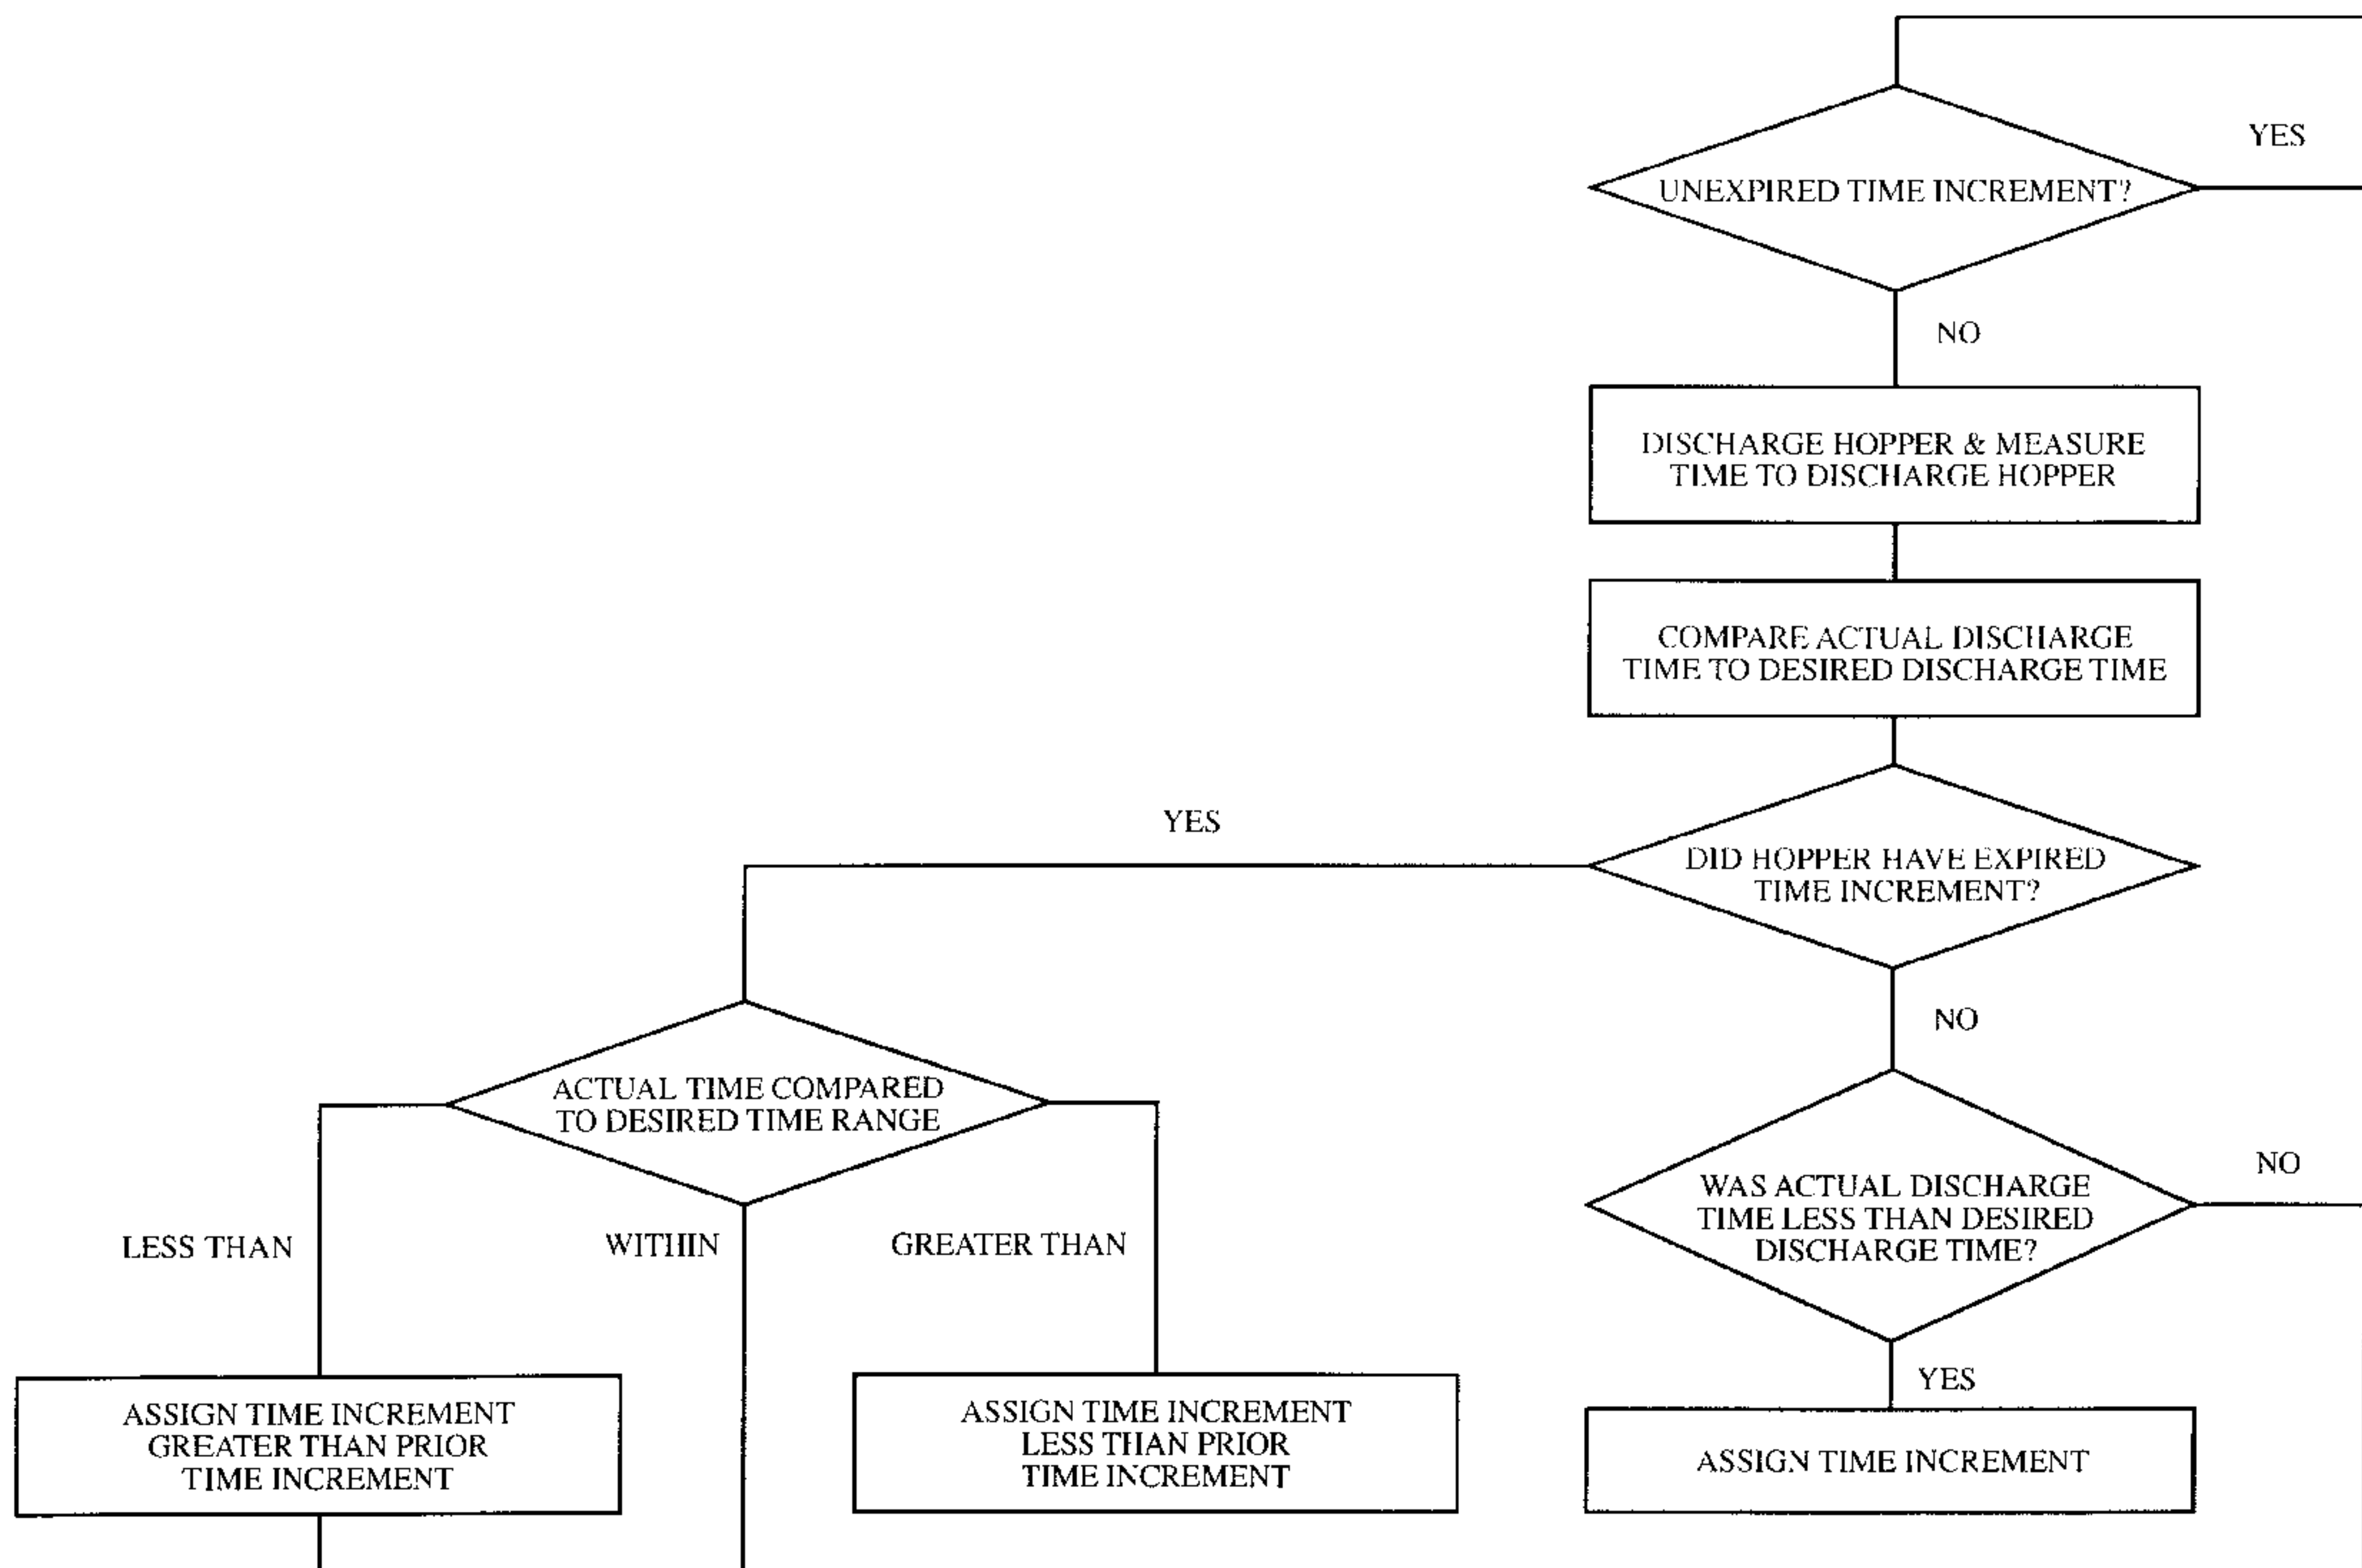 YES
UNEXPIRED TIME INCREMENT?
NO
DISCHARGE HOPPER & MEASURE
TIME TO DISCHARGE HOPPER
COMPARE ACTUAL DISCHARGE
TIME TO DESIRED DISCHARGE TIME
YES
DID HOPPER HAVE EXPIRED
TIME INCREMENT?
NO
ACTUAL TIME COMPARED
TO DESIRED TIME RANGE
NO
WAS ACTUAL DISCHARGE
TIME LESS THAN DESIRED
DISCHARGE TIME?
LESS THAN
WITHIN
GREATER THAN
YES
ASSIGN TIME INCREMENT
GREATER THAN PRIOR
TIME INCREMENT
ASSIGN TIME INCREMENT
LESS THAN PRIOR
TIME INCREMENT
ASSIGN TIME INCREMENT